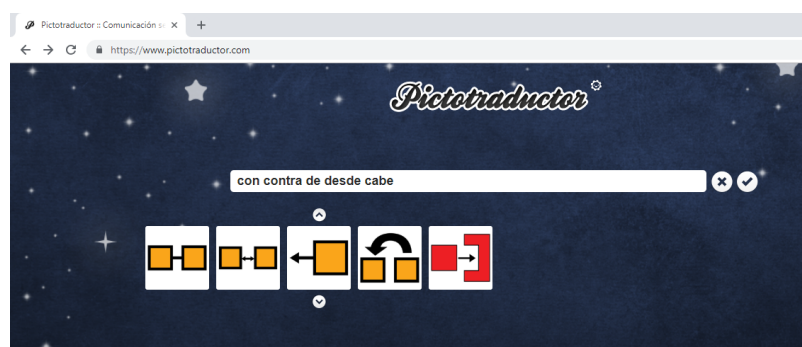 Pictotraductor :: Comunicación
https://www.pictotraductor.com
Pictotraductor
con contra de desde cabe